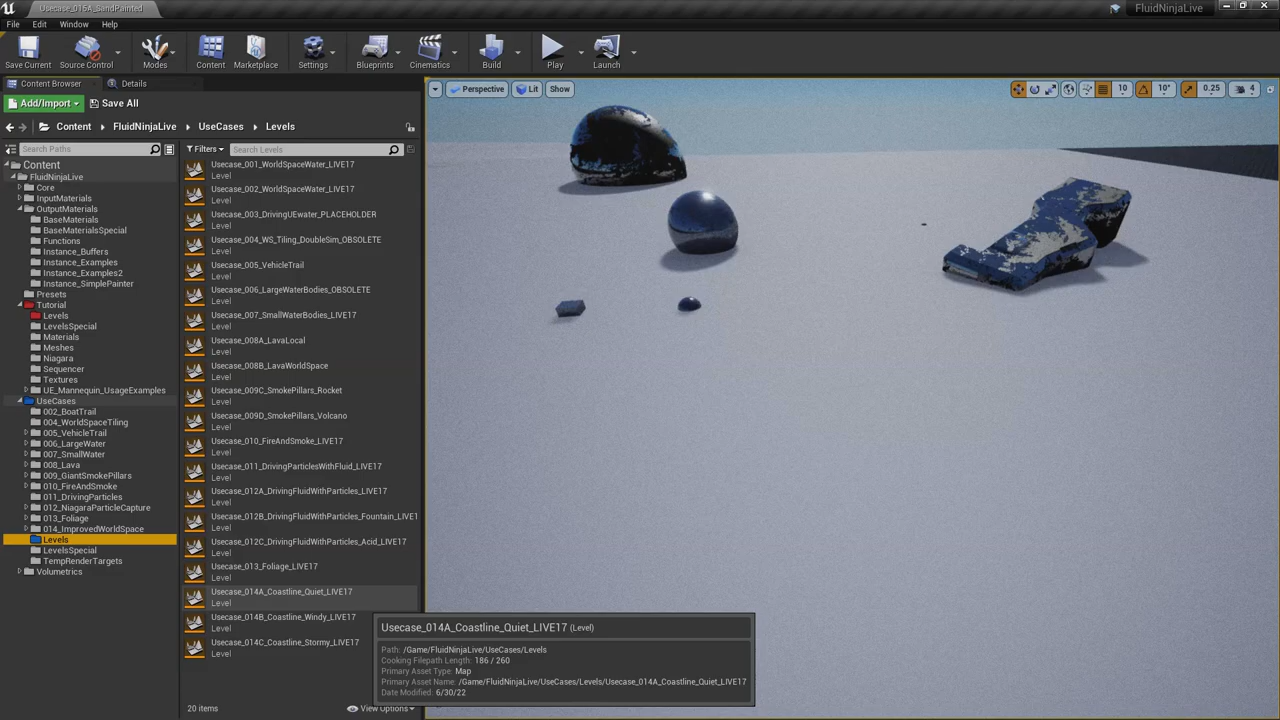 Usecase_015A_SandPainted
FluidNinjaLive
File Edit Window Help
Save Current
Source Control
Modes
Content
Marketplace
Settings
Blueprints
Cinematics
Build
Play
Launch
Content Browser
Details
Add/Import
Save All
Content
FluidNinjaLive
UseCases
Levels
Search Paths
Content
FluidNinjaLive
Core
InputMaterials
OutputMaterials
BaseMaterials
BaseMaterialsSpecial
Functions
Instance_Buffers
Instance_Examples
Instance_Examples2
Instance_SimplePainter
Presets
Tutorial
Levels
LevelsSpecial
Materials
Meshes
Niagara
Sequencer
Textures
UE_Mannequin_UsageExamples
UseCases
002_BoatTrail
004_WorldSpaceTiling
005_VehicleTrail
006_LargeWater
007_SmallWater
008_Lava
009_GiantSmokePillars
010_FireAndSmoke
011_DrivingParticles
012_NiagaraParticleCapture
013_Foliage
014_ImprovedWorldSpace
Levels
LevelsSpecial
TempRenderTargets
Volumetrics
Filters
Search Levels
Usecase_001_WorldSpaceWater_LIVE17
Level
Usecase_002_WorldSpaceWater_LIVE17
Level
Usecase_003_DrivingUEwater_PLACEHOLDER
Level
Usecase_004_WS_Tiling_DoubleSim_OBSOLETE
Level
Usecase_005_VehicleTrail
Level
Usecase_006_LargeWaterBodies_OBSOLETE
Level
Usecase_007_SmallWaterBodies_LIVE17
Level
Usecase_008A_LavaLocal
Level
Usecase_008B_LavaWorldSpace
Level
Usecase_009C_SmokePillars_Rocket
Level
Usecase_009D_SmokePillars_Volcano
Level
Usecase_010_FireAndSmoke_LIVE17
Level
Usecase_011_DrivingParticlesWithFluid_LIVE17
Level
Usecase_012A_DrivingFluidWithParticles_LIVE17
Level
Usecase_012B_DrivingFluidWithParticles_Fountain_LIVE1
Level
Usecase_012C_DrivingFluidWithParticles_Acid_LIVE17
Level
Usecase_013_Foliage_LIVE17
Level
Usecase_014A_Coastline_Quiet_LIVE17
Level
Usecase_014B_Coastline_Windy_LIVE17
Level
Usecase_014C_Coastline_Stormy_LIVE17
Level
20 items
View Options
Perspective
Lit
Show
10
10°
0.25
4
Usecase_014A_Coastline_Quiet_LIVE17 (Level)
Path: /Game/FluidNinjaLive/UseCases/Levels
Cooking Filepath Length: 186 / 260
Primary Asset Type: Map
Primary Asset Name: /Game/FluidNinjaLive/UseCases/Levels/Usecase_014A_Coastline_Quiet_LIVE17
Date Modified: 6/30/22